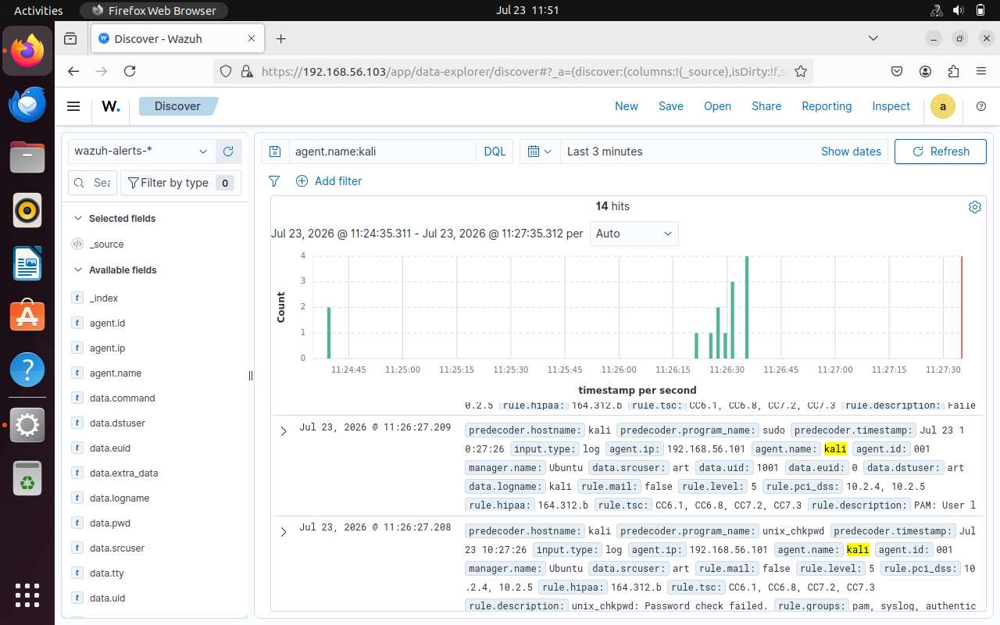 Activities Firefox Web Browser Jul 23 11:51
Discover - Wazuh
https://192.168.56.103/app/data-explorer/discover#?_a=(discover:(columns:!(_source),isDirty:!f,s
W. Discover New Save Open Share Reporting Inspect a
wazuh-alerts-*
Filter by type 0
Selected fields
_source
Available fields
_index
agent.id
agent.ip
agent.name
data.command
data.dstuser
data.euid
data.extra_data
data.logname
data.pwd
data.srcuser
data.tty
data.uid
agent.name:kali DQL Last 3 minutes Show dates Refresh
Add filter
14 hits
Jul 23, 2026 @ 11:24:35.311 - Jul 23, 2026 @ 11:27:35.312 per Auto
Count
4
3
2
1
0
11:24:45 11:25:00 11:25:15 11:25:30 11:25:45 11:26:00 11:26:15 11:26:30 11:26:45 11:27:00 11:27:15 11:27:30
timestamp per second
0.2.5 rule.hipaa: 164.312.b rule.tsc: CC6.1, CC6.8, CC7.2, CC7.3 rule.description: Faile
Jul 23, 2026 @ 11:26:27.209 predecoder.hostname: kali predecoder.program_name: sudo predecoder.timestamp: Jul 23 1
0:27:26 input.type: log agent.ip: 192.168.56.101 agent.name: kali agent.id: 001
manager.name: Ubuntu data.srcuser: art data.uid: 1001 data.euid: 0 data.dstuser: art
data.logname: kali rule.mail: false rule.level: 5 rule.pci_dss: 10.2.4, 10.2.5
rule.hipaa: 164.312.b rule.tsc: CC6.1, CC6.8, CC7.2, CC7.3 rule.description: PAM: User l
Jul 23, 2026 @ 11:26:27.208 predecoder.hostname: kali predecoder.program_name: unix_chkpwd predecoder.timestamp: Jul
23 10:27:26 input.type: log agent.ip: 192.168.56.101 agent.name: kali agent.id: 001
manager.name: Ubuntu data.srcuser: art rule.mail: false rule.level: 5 rule.pci_dss: 10
.2.4, 10.2.5 rule.hipaa: 164.312.b rule.tsc: CC6.1, CC6.8, CC7.2, CC7.3
rule.description: unix_chkpwd: Password check failed. rule.groups: pam, syslog, authentic